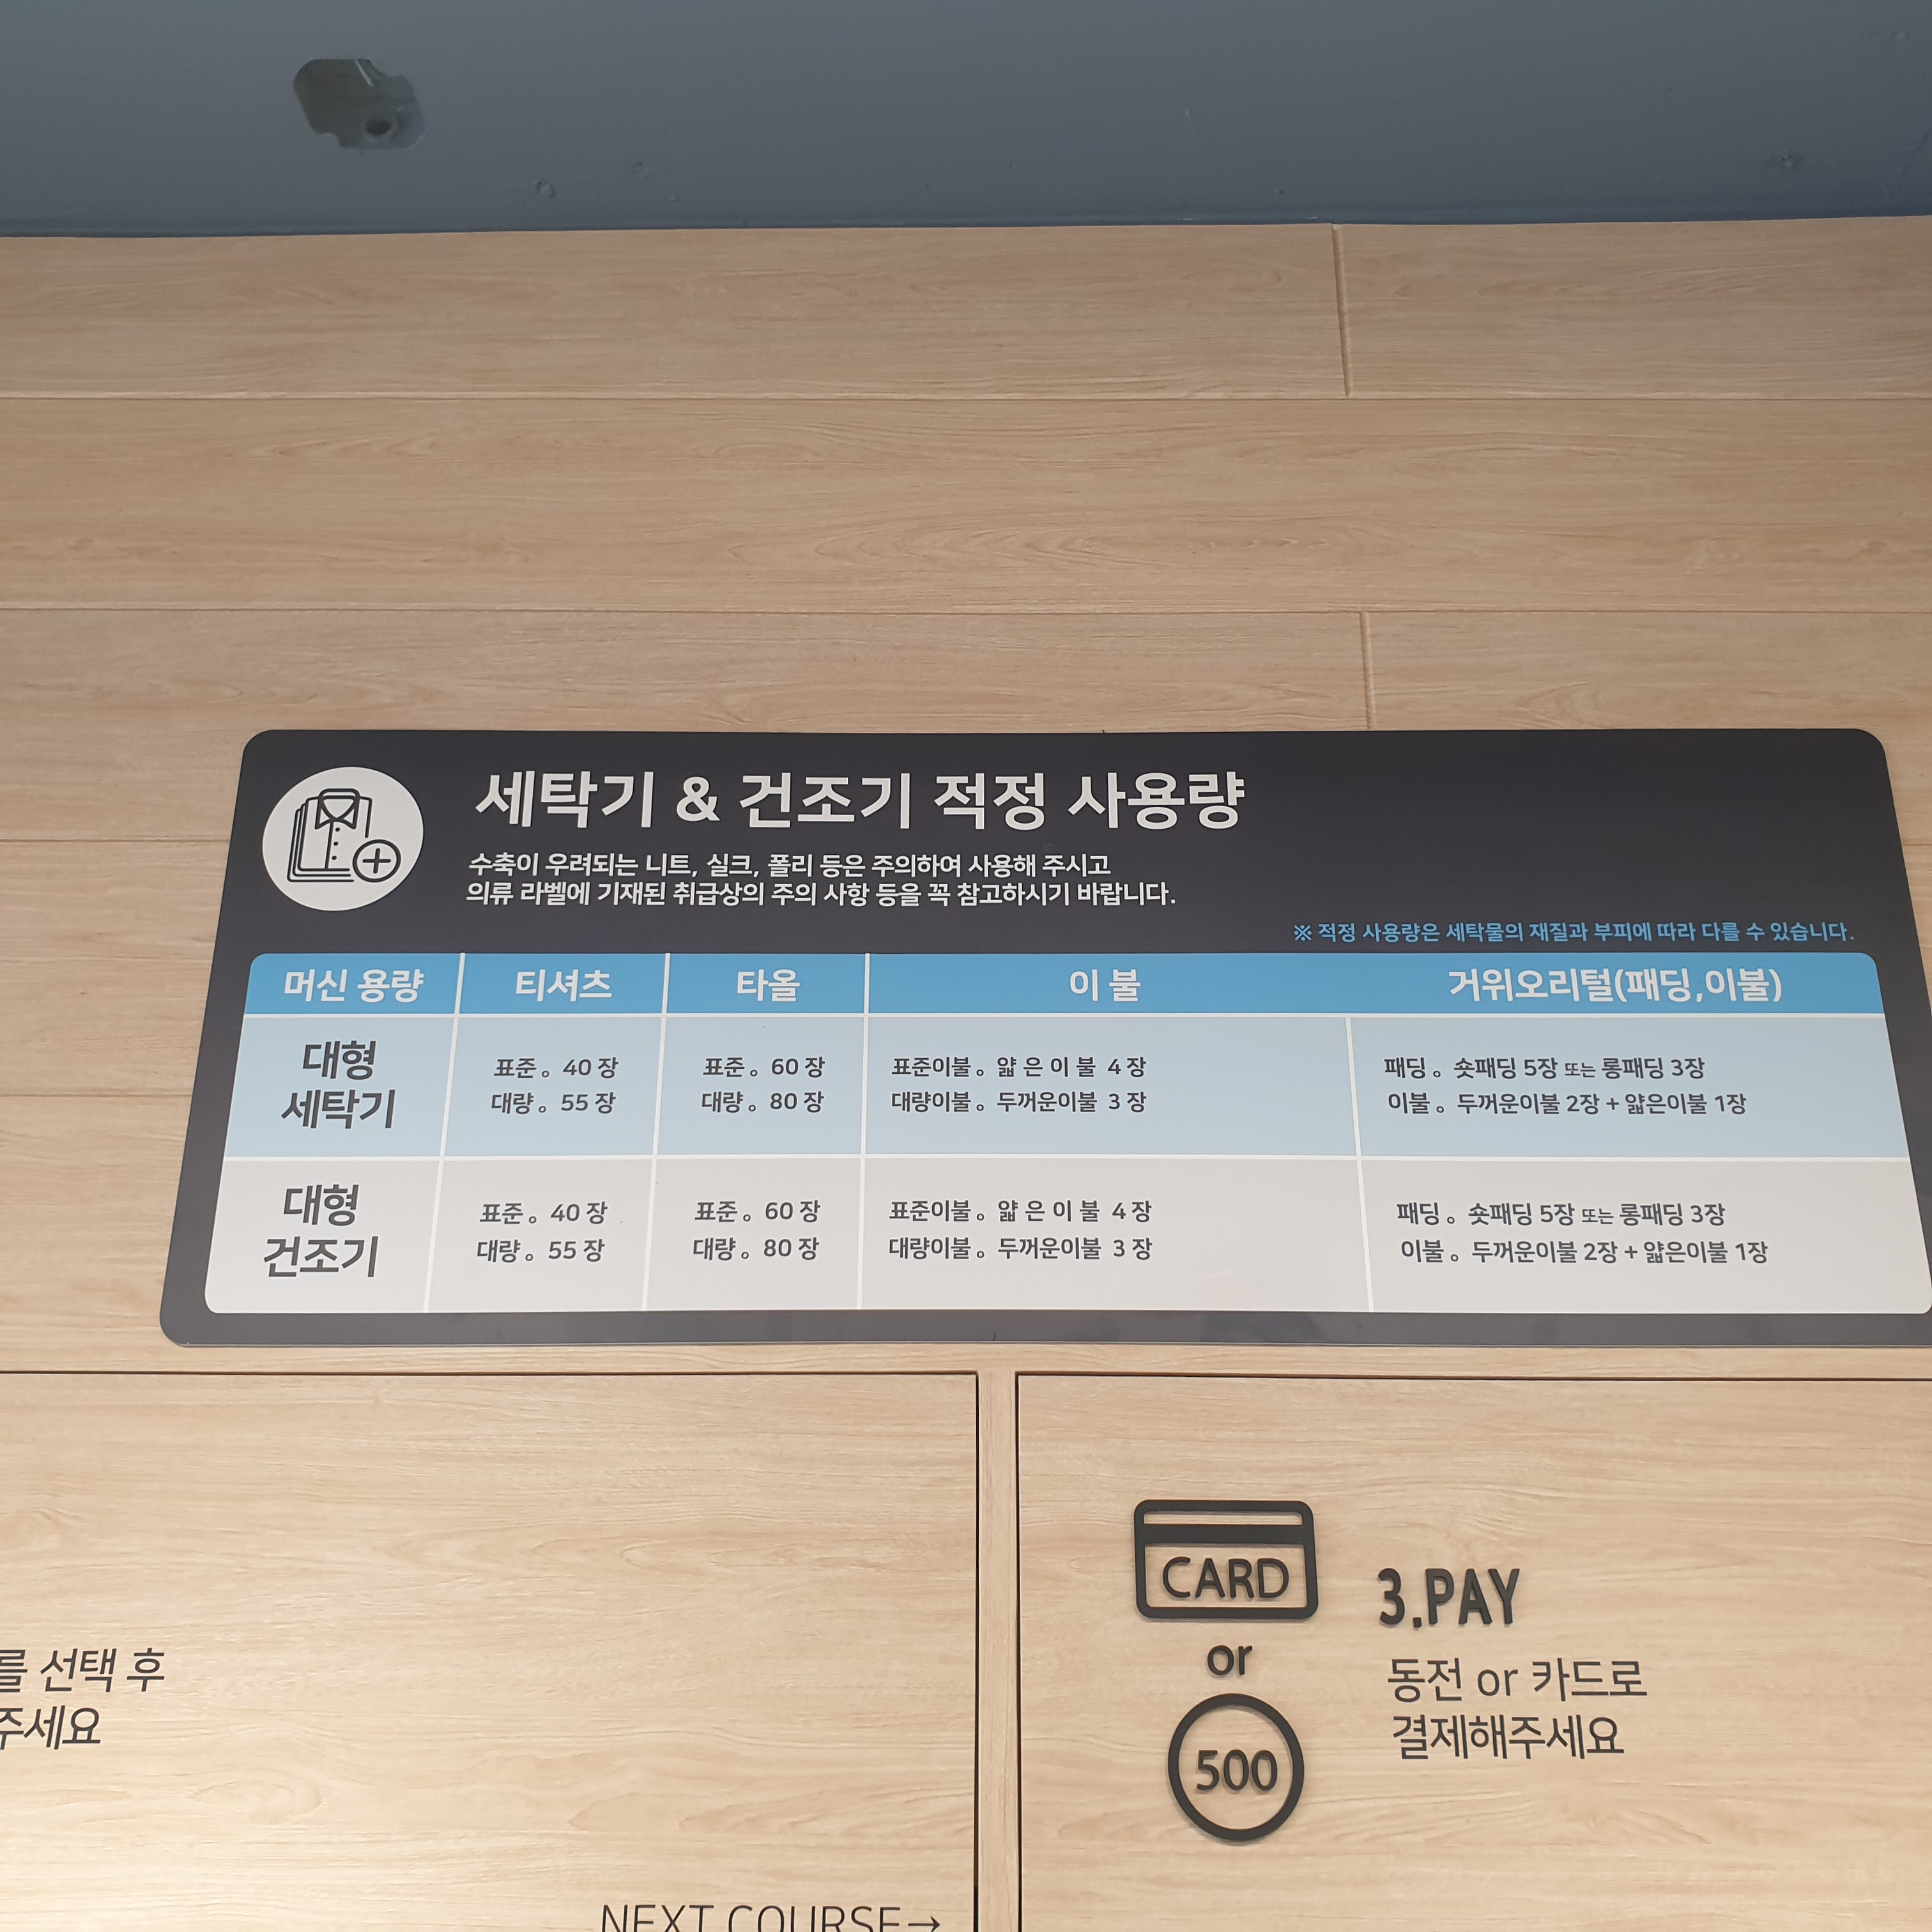 세탁기 & 건조기 적정 사용량
수축이 우려되는 니트, 실크, 폴리 등은 주의하여 사용해 주시고
의류 라벨에 기재된 취급상의 주의 사항 등을 꼭 참고하시기 바랍니다.
※ 적정 사용량은 세탁물의 재질과 부피에 따라 다를 수 있습니다.
머신 용량 티셔츠 타올 이 불 거위오리털(패딩,이불)
대형
세탁기
표준。 40 장
대량。 55 장
표준。 60 장
대량。 80 장
표준이불。 얇 은 이 불 4 장
대량이불。 두꺼운이불 3 장
패딩。 숏패딩 5장 또는 롱패딩 3장
이불。 두꺼운이불 2장 + 얇은이불 1장
대형
건조기
표준。 40 장
대량。 55 장
표준。 60 장
대량。 80 장
표준이불。 얇 은 이 불 4 장
대량이불。 두꺼운이불 3 장
패딩。 숏패딩 5장 또는 롱패딩 3장
이불。 두꺼운이불 2장 + 얇은이불 1장
를 선택 후
주세요
NEXT COURSE→
CARD
or
500
3.PAY
동전 or 카드로
결제해주세요